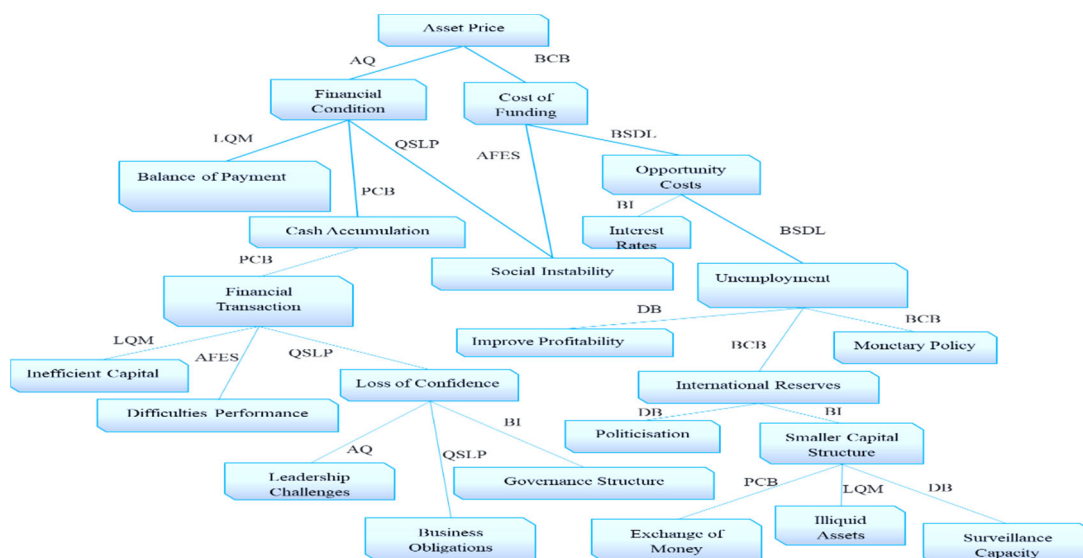 Asset Price
AQ
BCB
Financial
Condition
Cost of
Funding
LQM
QSLP
AFES
BSDL
Balance of Payment
PCB
Opportunity
Costs
BI
Interest
Rates
BSDL
Cash Accumulation
PCB
Social Instability
Unemployment
Financial
Transaction
DB
BCB
BCB
LQM
AFES
QSLP
Improve Profitability
Monetary Policy
Inefficient Capital
Loss of Confidence
International Reserves
Difficulties Performance
DB
BI
Politicisation
Smaller Capital
Structure
AQ
QSLP
BI
Leadership
Challenges
Governance Structure
PCB
LQM
DB
Business
Obligations
Exchange of
Money
Illiquid
Assets
Surveillance
Capacity